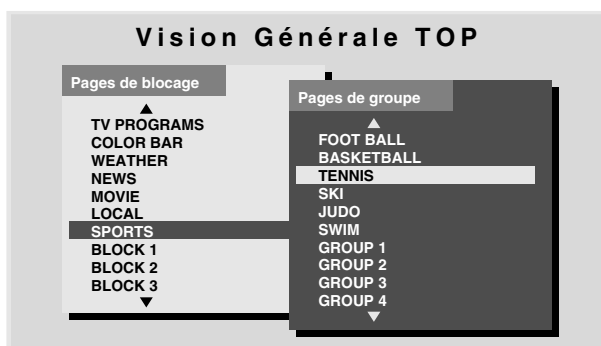 Vision Générale TOP
Pages de blocage
TV PROGRAMS
COLOR BAR
WEATHER
NEWS
MOVIE
LOCAL
SPORTS
BLOCK 1
BLOCK 2
BLOCK 3
Pages de groupe
FOOT BALL
BASKETBALL
TENNIS
SKI
JUDO
SWIM
GROUP 1
GROUP 2
GROUP 3
GROUP 4